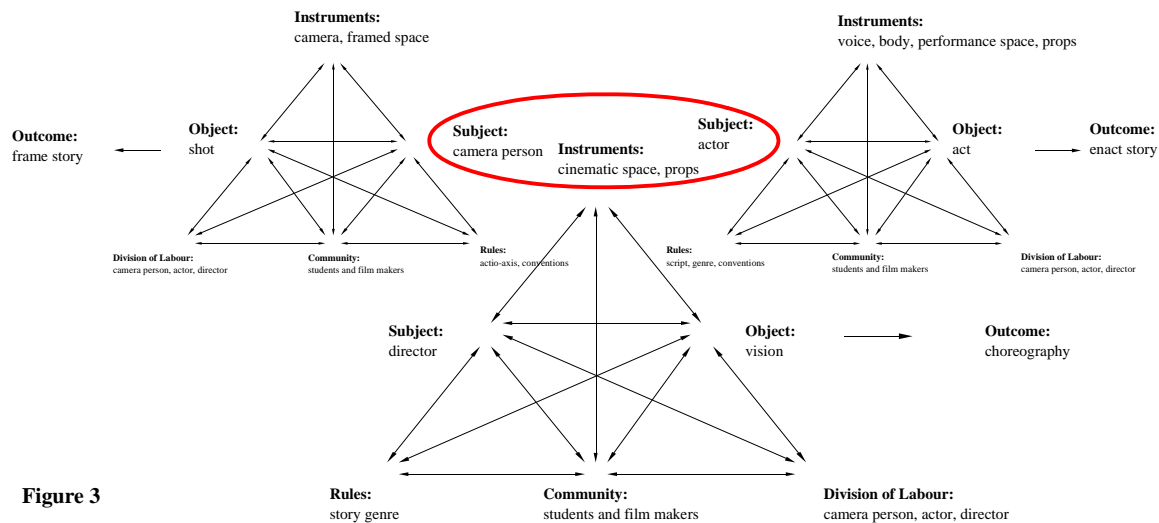 Instruments:
camera, framed space
Instruments:
voice, body, performance space, props
Outcome:
frame story
Object:
shot
Subject:
camera person
Instruments:
cinematic space, props
Subject:
actor
Object:
act
Outcome:
enact story
Division of Labour:
camera person, actor, director
Community:
students and film makers
Rules:
actio-axis, conventions
Rules:
script, genre, conventions
Community:
students and film makers
Division of Labour:
camera person, actor, director
Subject:
director
Object:
vision
Outcome:
choreography
Figure 3
Rules:
story genre
Community:
students and film makers
Division of Labour:
camera person, actor, director